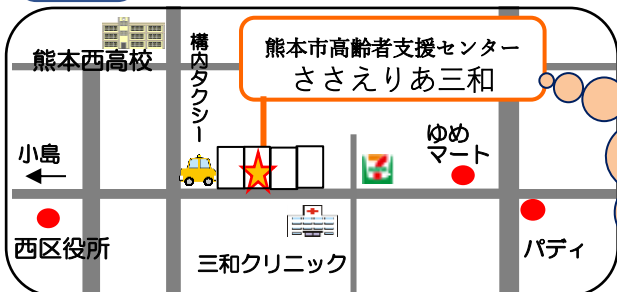 熊本西高校
構内タクシー
熊本市高齢者支援センター
ささえりあ三和
小島
ゆめ
マート
西区役所
三和クリニック
パディ